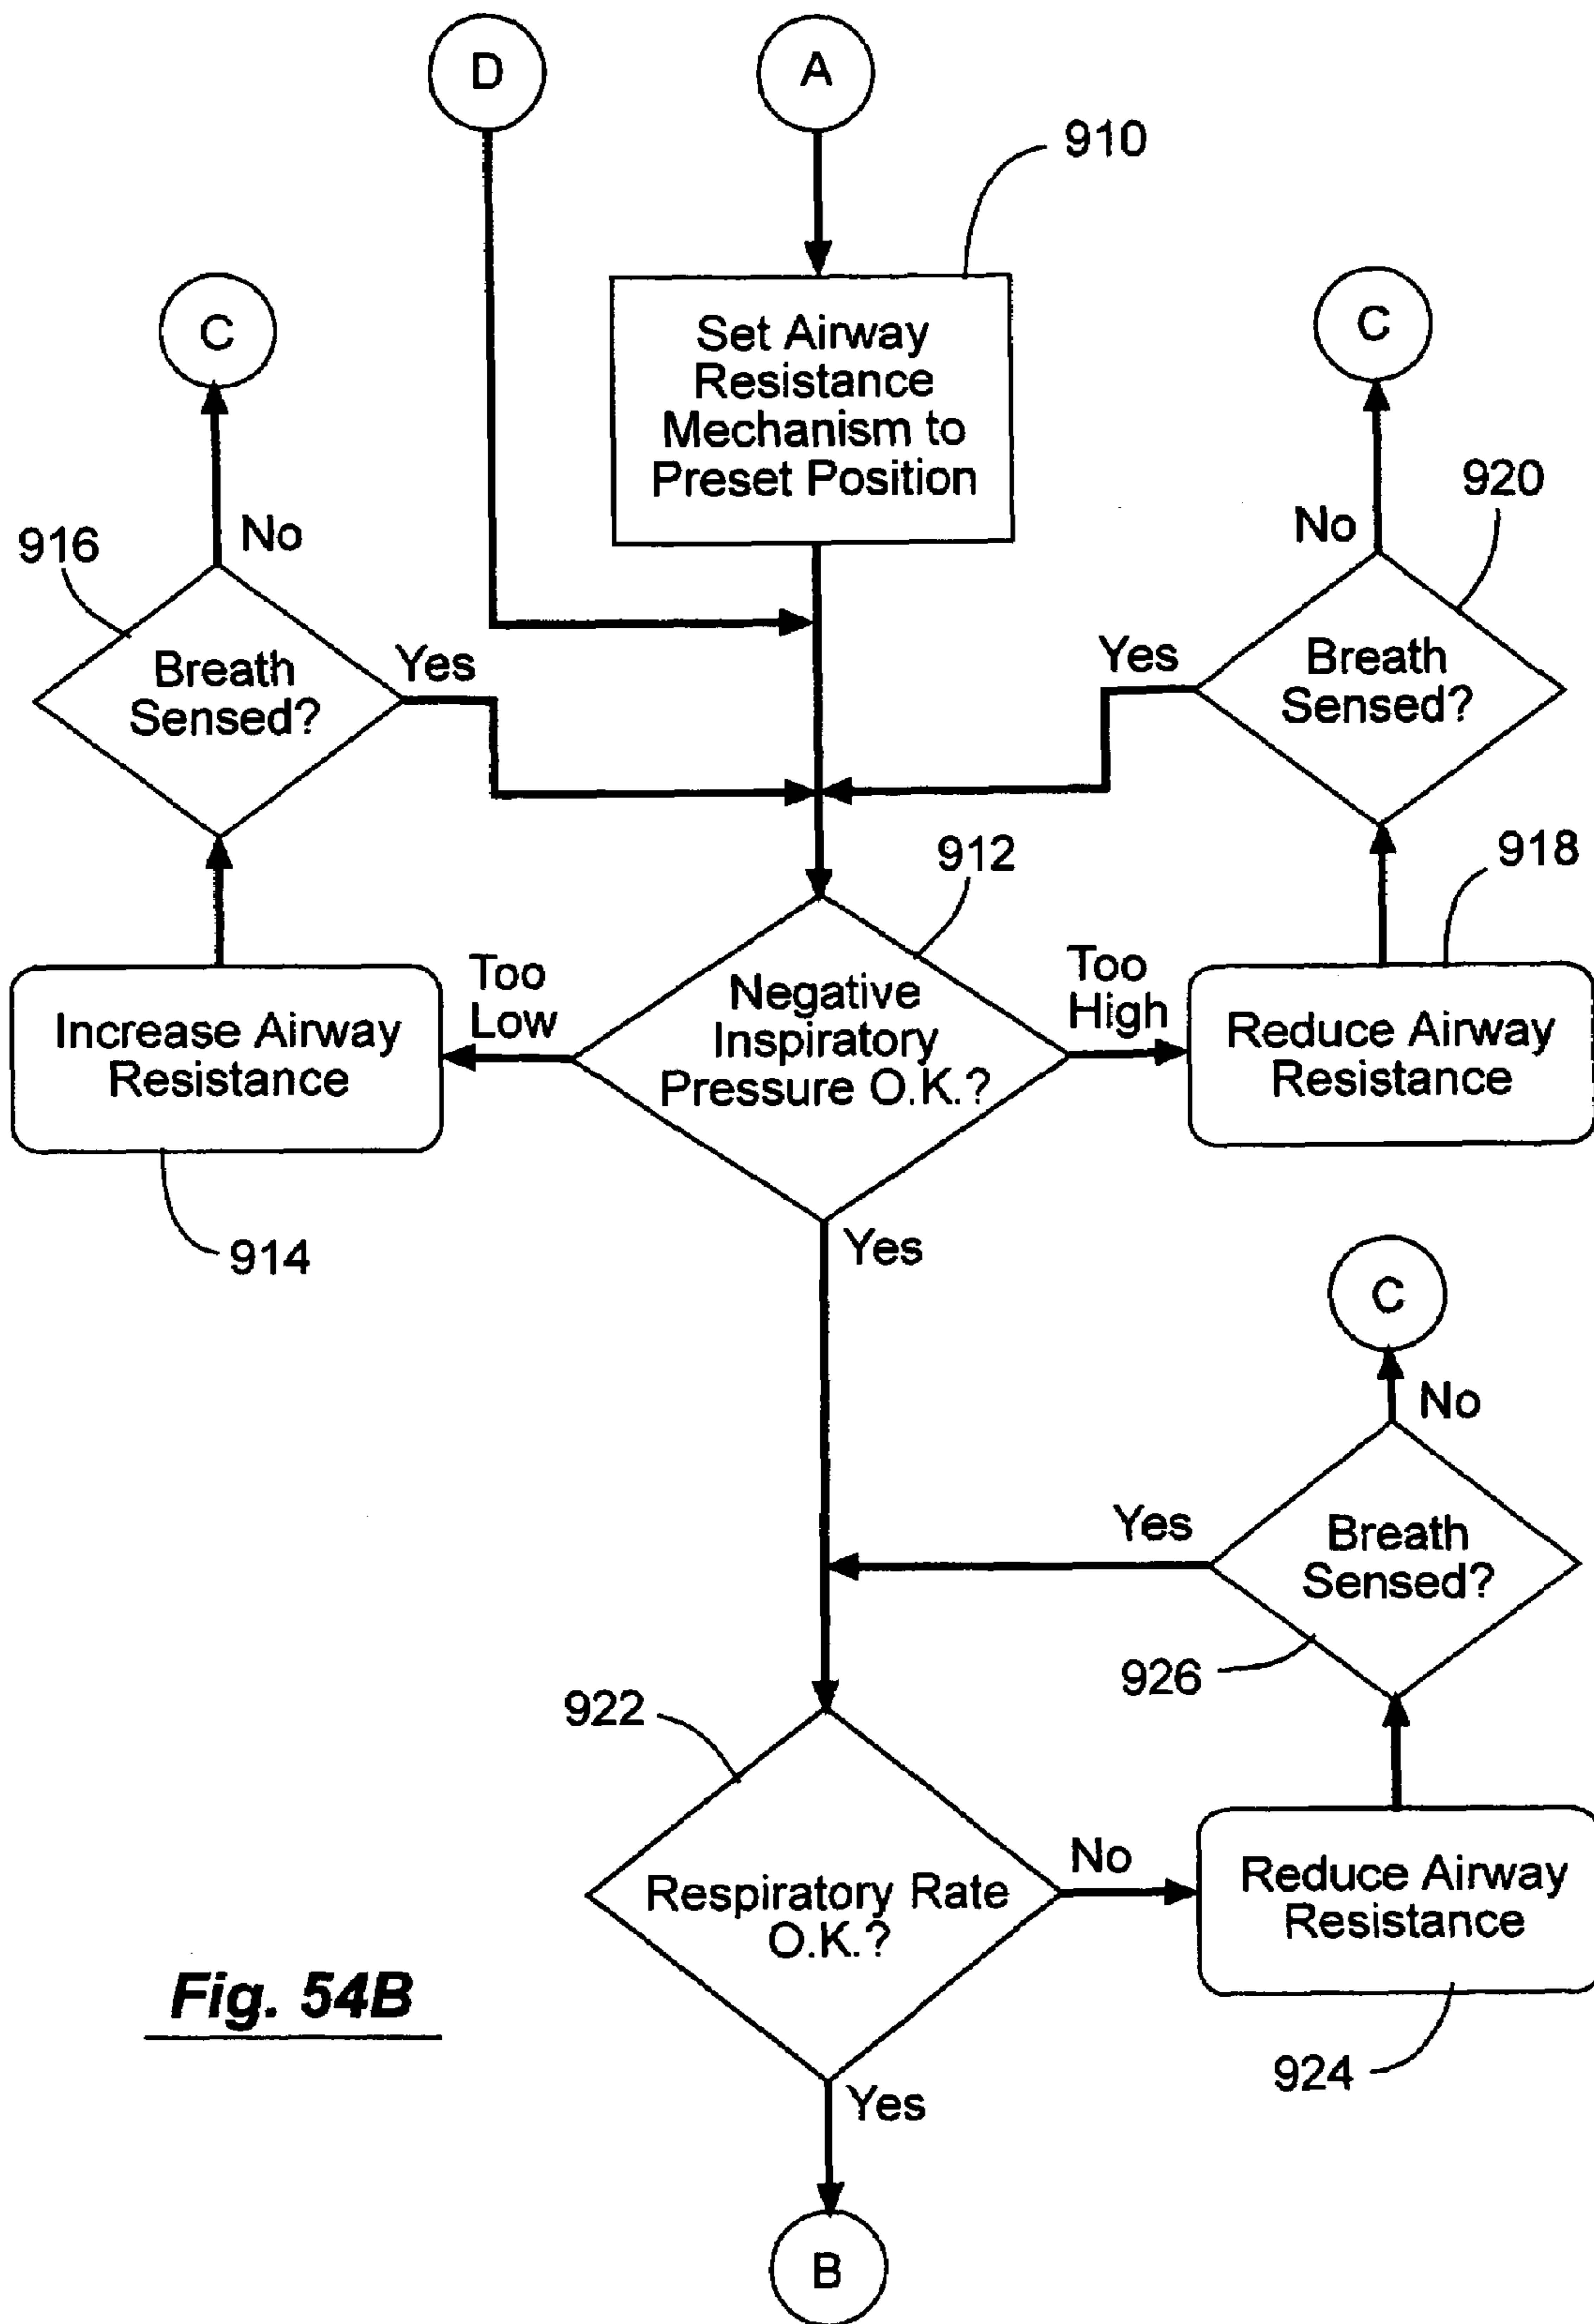 D
A
910
Set Airway
Resistance
Mechanism to
Preset Position
C
C
916
No
No
920
Breath
Sensed?
Yes
Yes
Breath
Sensed?
912
918
Increase Airway
Resistance
Too
Low
Negative
Inspiratory
Pressure O.K.?
Too
High
Reduce Airway
Resistance
914
Yes
C
No
Yes
Breath
Sensed?
926
922
Respiratory Rate
O.K.?
No
Reduce Airway
Resistance
Fig. 54B
924
Yes
B